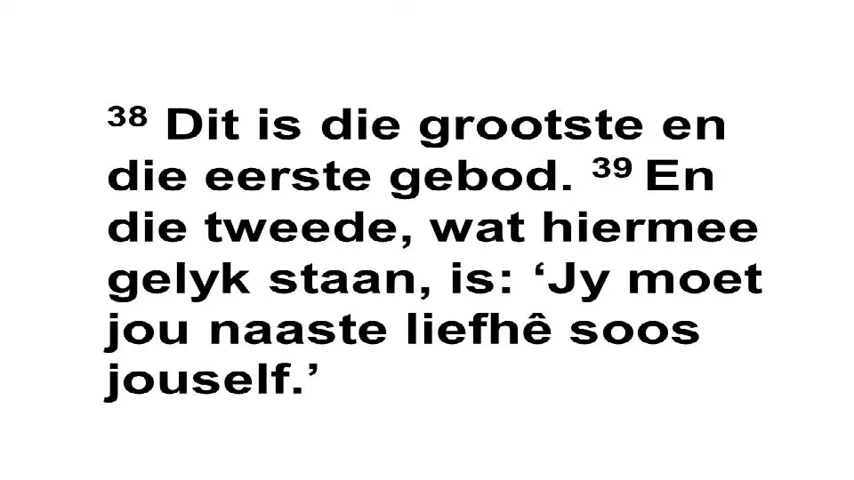 38 Dit is die grootste en
die eerste gebod. 39 En
die tweede, wat hiermee
gelyk staan, is: ‘Jy moet
jou naaste liefhê soos
jouself.’